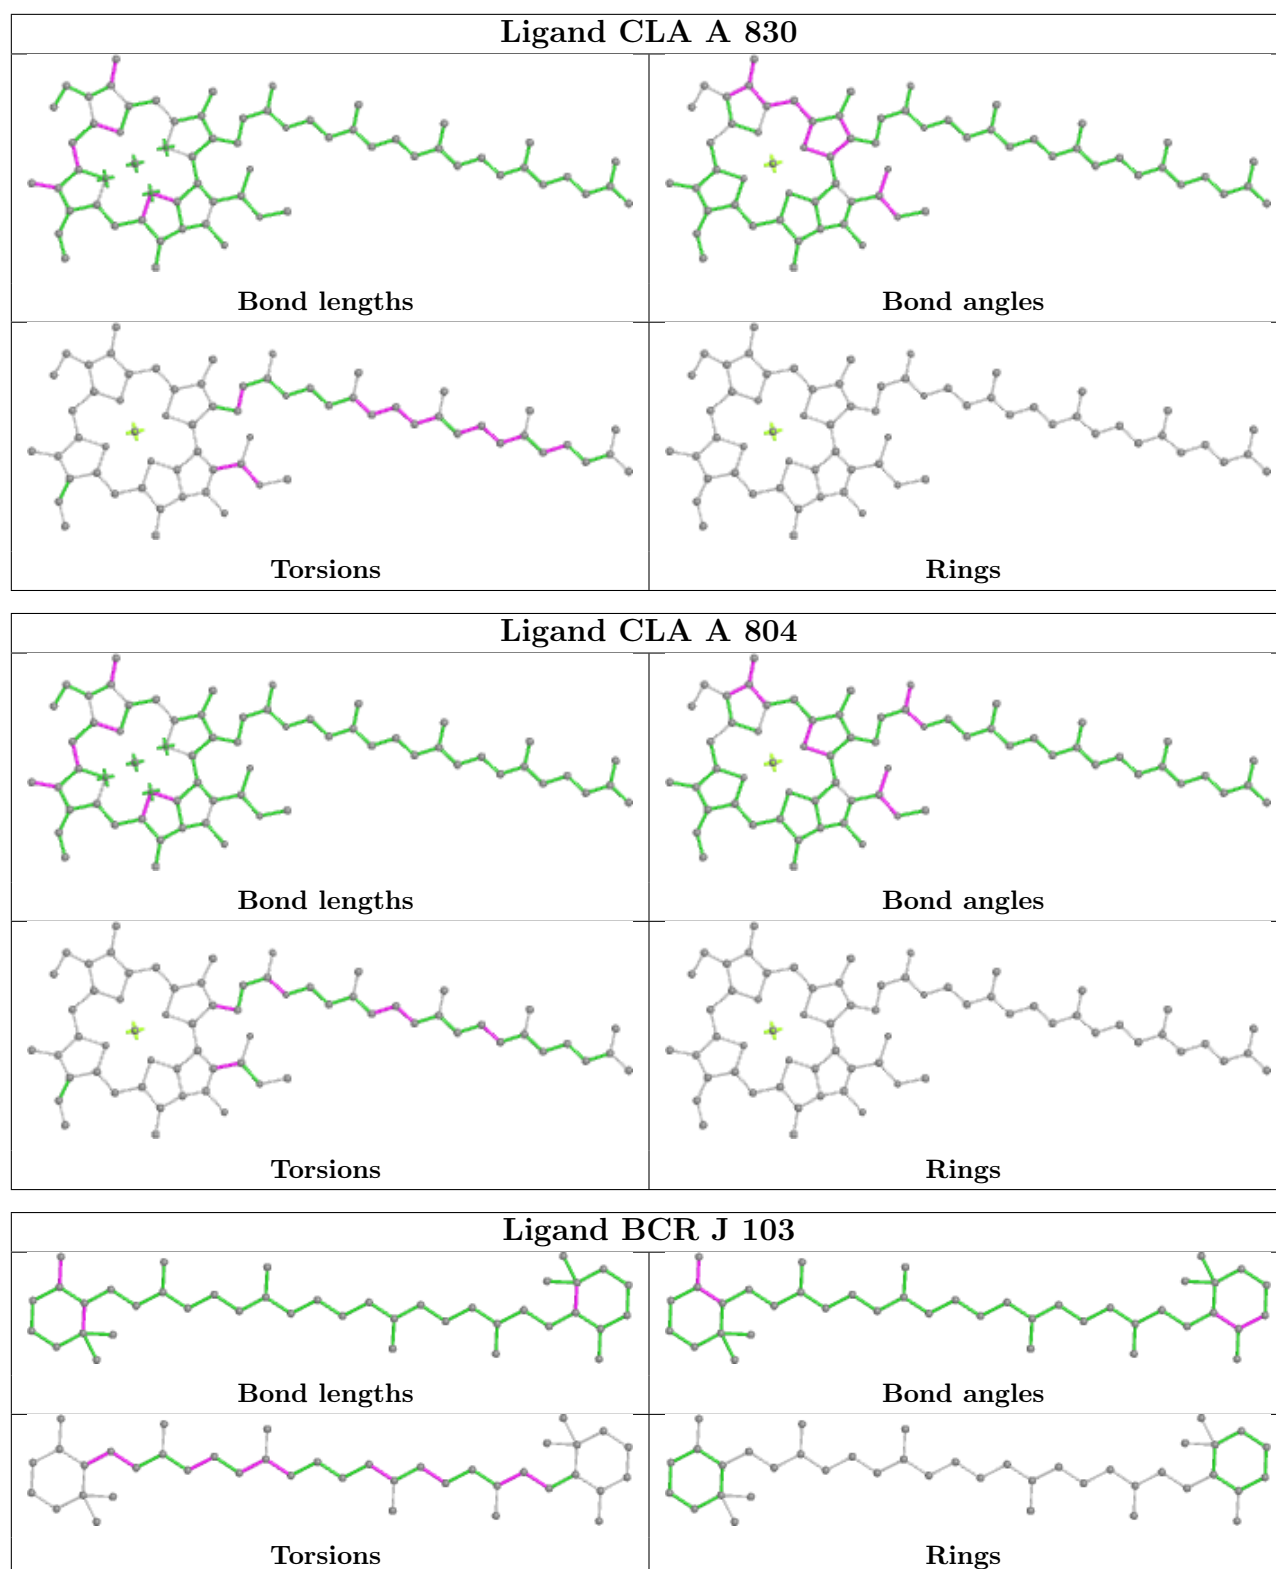 Ligand CLA A 830
Bond lengths
Bond angles
Torsions
Rings
Ligand CLA A 804
Bond lengths
Bond angles
Torsions
Rings
Ligand BCR J 103
Bond lengths
Bond angles
Torsions
Rings